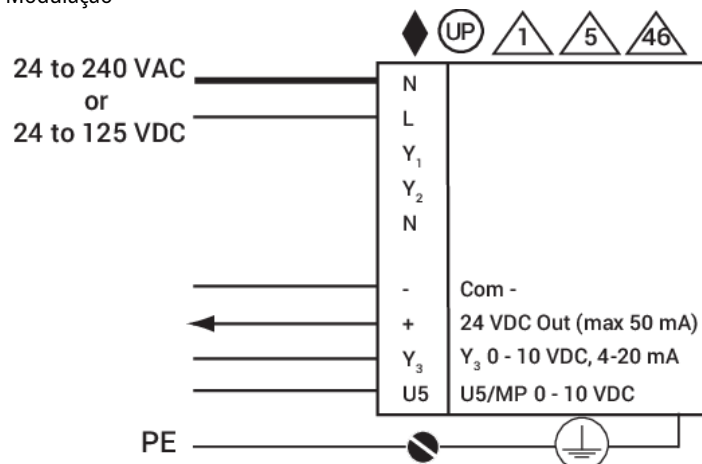 Modulação
UP 1 5 46
24 to 240 VAC
or
24 to 125 VDC
N
L
Y₁
Y₂
N
- Com -
+ 24 VDC Out (max 50 mA)
Y₃ Y₃ 0 - 10 VDC, 4-20 mA
U5 U5/MP 0 - 10 VDC
PE